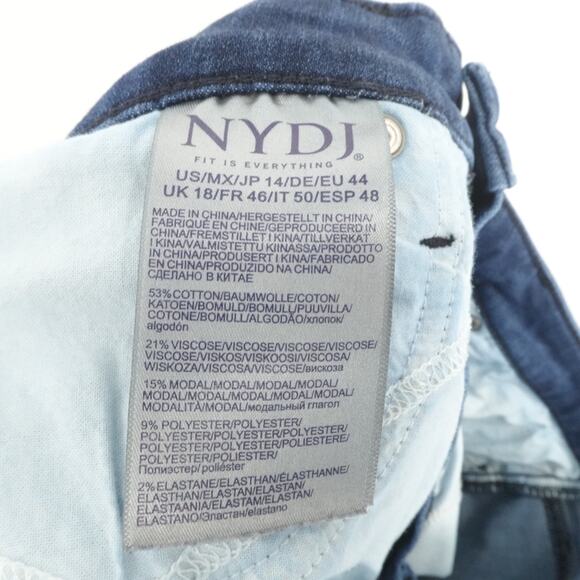 NYDJ®
FIT IS EVERYTHING
US/MX/JP 14/DE/EU 44
UK 18/FR 46/IT 50/ESP 48
MADE IN CHINA/HERGESTELLT IN CHINA/
FABRIQUÉ EN CHINE/GEPRODUCEERD IN
CHINA/FREMSTILLET I KINA/TILLVERKAT
I KINA/VALMISTETTU KIINASSA/PRODOTTO
IN CHINA/PRODUSERT I KINA/FABRICADO
EN CHINA/PRODUZIDO NA CHINA/
СДЕЛАНО В КИТАЕ
53% COTTON/BAUMWOLLE/COTON/
KATOEN/BOMULD/BOMULL/PUUVILLA/
COTONE/BOMULL/ALGODÃO/хлопок/
algodón
21% VISCOSE/VISCOSE/VISCOSE/VISCOSE/
VISCOSE/VISKOS/VISKOOSI/VISCOSA/
WISKOZA/VISCOSA/VISCOSE/вискоза
15% MODAL/MODAL/MODAL/MODAL/
MODAL/MODAL/MODAL/MODAL/MODAL/
MODALITÀ/MODAL/модальный глагол
9% POLYESTER/POLYESTER/
POLYESTER/POLYESTER/POLYESTER/
POLYESTER/POLYESTER/POLIESTERE/
POLYESTER/POLIÉSTER/
Полиэстер/poliéster
2% ELASTANE/ELASTHAN/ÉLASTHANNE/
ELASTHAN/ELASTAN/ELASTAN/
ELASTAANIA/ELASTAM/ELASTAN/
ELASTANO/Эластан/elastano